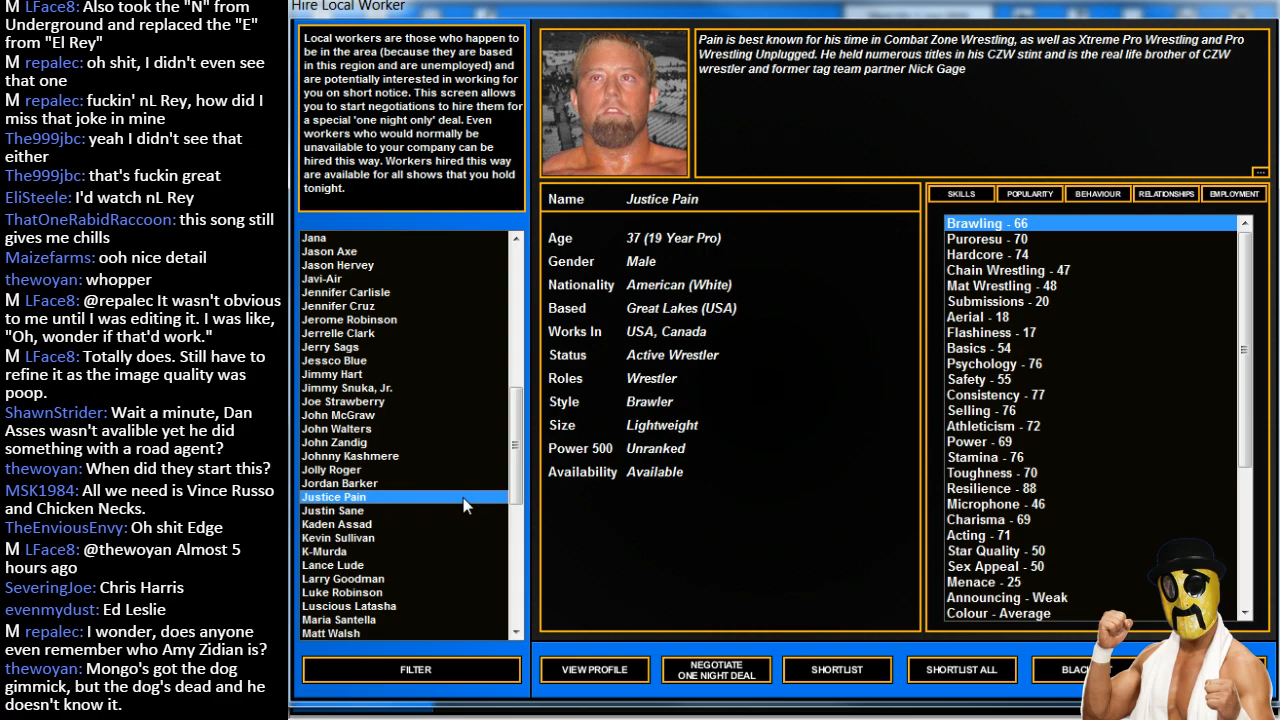 M LFace8: Also took the "N" from
Underground and replaced the "E"
from "El Rey"
M repalec: oh shit, I didn't even see
that one
M repalec: fuckin' nL Rey, how did I
miss that joke in mine
The999jbc: yeah I didn't see that
either
The999jbc: that's fuckin great
EliSteele: I'd watch nL Rey
ThatOneRabidRaccoon: this song still
gives me chills
Maizefarms: ooh nice detail
thewoyan: whopper
M LFace8: @repalec It wasn't obvious
to me until I was editing it. I was like,
"Oh, wonder if that'd work."
M LFace8: Totally does. Still have to
refine it as the image quality was
poop.
ShawnStrider: Wait a minute, Dan
Asses wasn't avalible yet he did
something with a road agent?
thewoyan: When did they start this?
MSK1984: All we need is Vince Russo
and Chicken Necks.
TheEnviousEnvy: Oh shit Edge
M LFace8: @thewoyan Almost 5
hours ago
SeveringJoe: Chris Harris
evenmydust: Ed Leslie
M repalec: I wonder, does anyone
even remember who Amy Zidian is?
thewoyan: Mongo's got the dog
gimmick, but the dog's dead and he
doesn't know it.
Hire Local Worker
Local workers are those who happen to
be in the area (because they are based
in this region and are unemployed) and
are potentially interested in working for
you on short notice. This screen allows
you to start negotiations to hire them for
a special 'one night only' deal. Even
workers who would normally be
unavailable to your company can be
hired this way. Workers hired this way
are available for all shows that you hold
tonight.
Jana
Jason Axe
Jason Hervey
Javi-Air
Jennifer Carlisle
Jennifer Cruz
Jerome Robinson
Jerrelle Clark
Jerry Sags
Jessco Blue
Jimmy Hart
Jimmy Snuka, Jr.
Joe Strawberry
John McGraw
John Walters
John Zandig
Johnny Kashmere
Jolly Roger
Jordan Barker
Justice Pain
Justin Sane
Kaden Assad
Kevin Sullivan
K-Murda
Lance Lude
Larry Goodman
Luke Robinson
Luscious Latasha
Maria Santella
Matt Walsh
FILTER
Pain is best known for his time in Combat Zone Wrestling, as well as Xtreme Pro Wrestling and Pro
Wrestling Unplugged. He held numerous titles in his CZW stint and is the real life brother of CZW
wrestler and former tag team partner Nick Gage
...
Name Justice Pain
Age 37 (19 Year Pro)
Gender Male
Nationality American (White)
Based Great Lakes (USA)
Works In USA, Canada
Status Active Wrestler
Roles Wrestler
Style Brawler
Size Lightweight
Power 500 Unranked
Availability Available
SKILLS POPULARITY BEHAVIOUR RELATIONSHIPS EMPLOYMENT
Brawling - 66
Puroresu - 70
Hardcore - 74
Chain Wrestling - 47
Mat Wrestling - 48
Submissions - 20
Aerial - 18
Flashiness - 17
Basics - 54
Psychology - 76
Safety - 55
Consistency - 77
Selling - 76
Athleticism - 72
Power - 69
Stamina - 76
Toughness - 70
Resilience - 88
Microphone - 46
Charisma - 69
Acting - 71
Star Quality - 50
Sex Appeal - 50
Menace - 25
Announcing - Weak
Colour - Average
VIEW PROFILE
NEGOTIATE
ONE NIGHT DEAL
SHORTLIST
SHORTLIST ALL